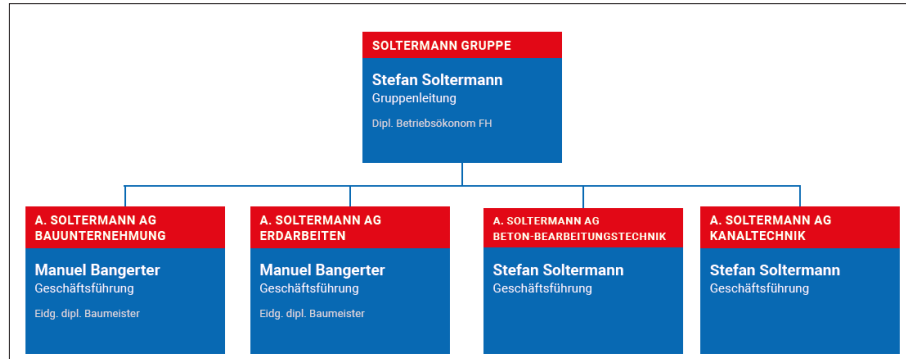 SOLTERMANN GRUPPE
Stefan Soltermann
Gruppenleitung
Dipl. Betriebsökonom FH
A. SOLTERMANN AG
BAUUNTERNEHMUNG
Manuel Bangerter
Geschäftsführung
Eidg. dipl. Baumeister
A. SOLTERMANN AG
ERDARBEITEN
Manuel Bangerter
Geschäftsführung
Eidg. dipl. Baumeister
A. SOLTERMANN AG
BETON-BEARBEITUNGSTECHNIK
Stefan Soltermann
Geschäftsführung
A. SOLTERMANN AG
KANALTECHNIK
Stefan Soltermann
Geschäftsführung